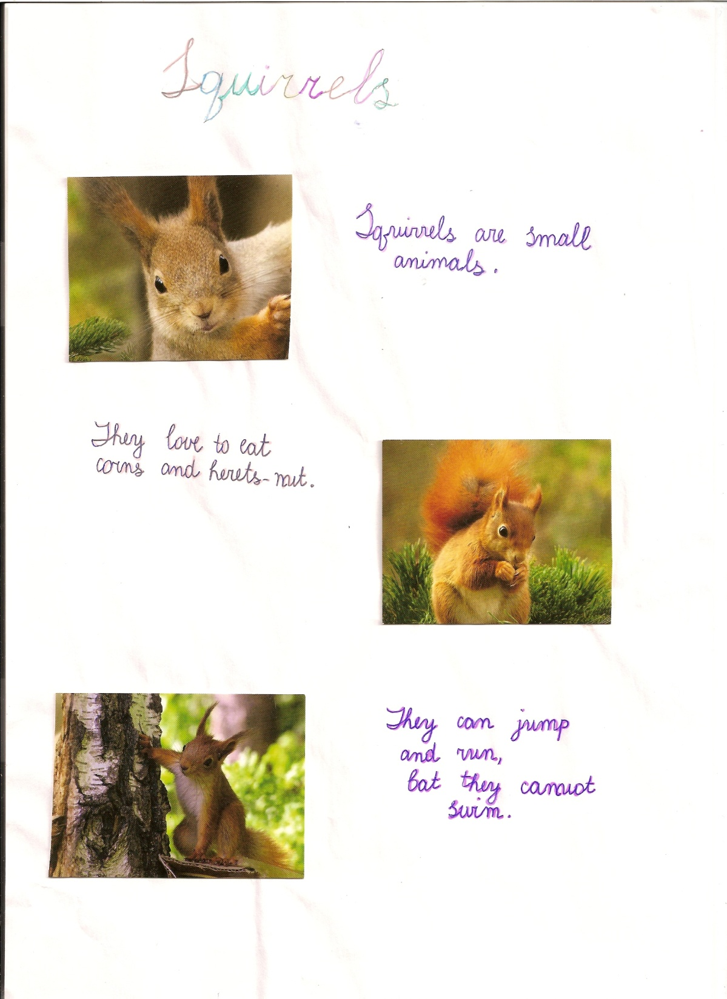 Squirrels
Squirrels are small
animals.
They love to eat
corns and herets-nut.
They can jump
and run,
bat they cannot
swim.